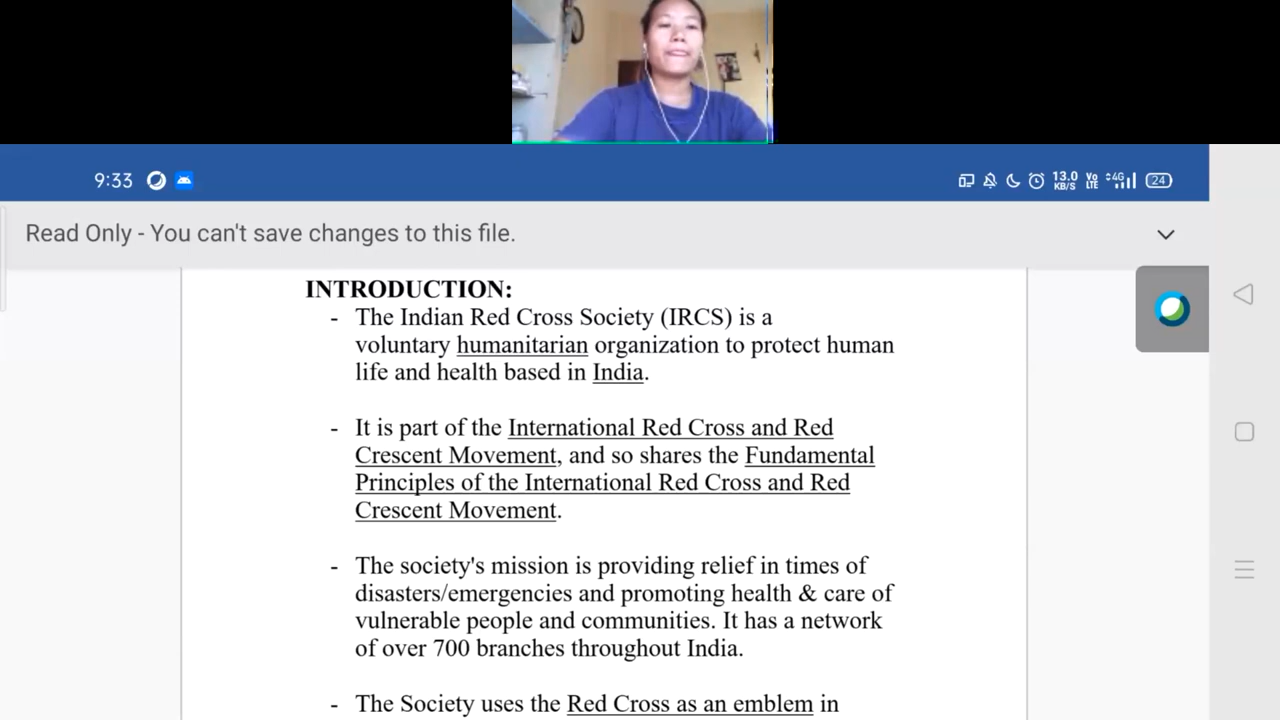 9:33 13.0 KB/S Vo LTE 4G 24
Read Only - You can't save changes to this file.
INTRODUCTION:
- The Indian Red Cross Society (IRCS) is a
voluntary humanitarian organization to protect human
life and health based in India.
- It is part of the International Red Cross and Red
Crescent Movement, and so shares the Fundamental
Principles of the International Red Cross and Red
Crescent Movement.
- The society's mission is providing relief in times of
disasters/emergencies and promoting health & care of
vulnerable people and communities. It has a network
of over 700 branches throughout India.
- The Society uses the Red Cross as an emblem in